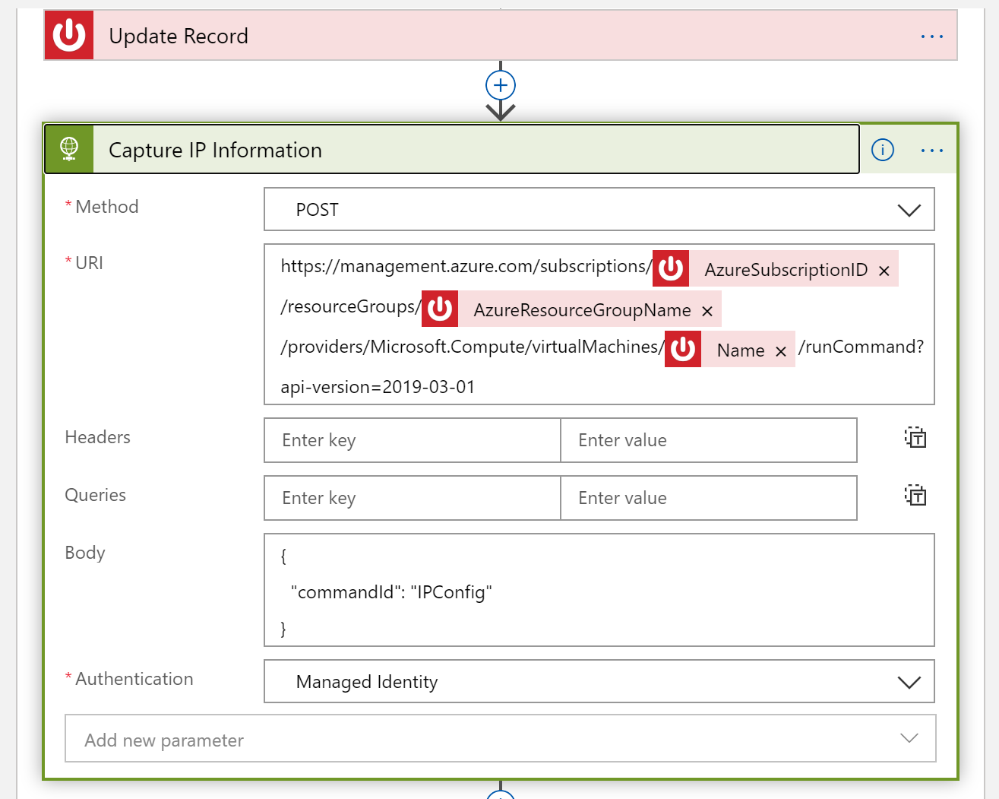 Update Record
Capture IP Information
* Method
POST
* URI
https://management.azure.com/subscriptions/ AzureSubscriptionID ×
/resourceGroups/ AzureResourceGroupName ×
/providers/Microsoft.Compute/virtualMachines/ Name × /runCommand?
api-version=2019-03-01
Headers
Enter key
Enter value
Queries
Enter key
Enter value
Body
{
"commandId": "IPConfig"
}
* Authentication
Managed Identity
Add new parameter